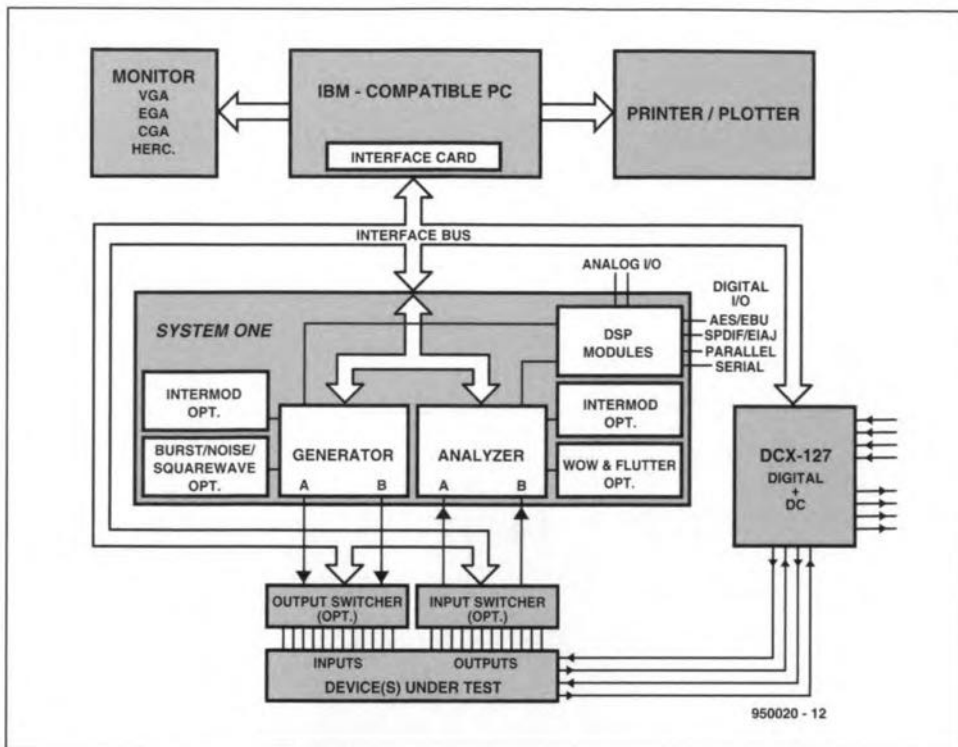 MONITOR
VGA
EGA
CGA
HERC.
IBM - COMPATIBLE PC
INTERFACE CARD
PRINTER / PLOTTER
INTERFACE BUS
ANALOG I/O
DIGITAL
I/O
AES/EBU
SPDIF/EIAJ
PARALLEL
SERIAL
SYSTEM ONE
DSP
MODULES
INTERMOD
OPT.
BURST/NOISE/
SQUAREWAVE
OPT.
GENERATOR
A B
ANALYZER
A B
INTERMOD
OPT.
WOW & FLUTTER
OPT.
DCX-127
DIGITAL
+
DC
OUTPUT SWITCHER
(OPT.)
INPUT SWITCHER
(OPT.)
INPUTS OUTPUTS
DEVICE(S) UNDER TEST
950020 - 12